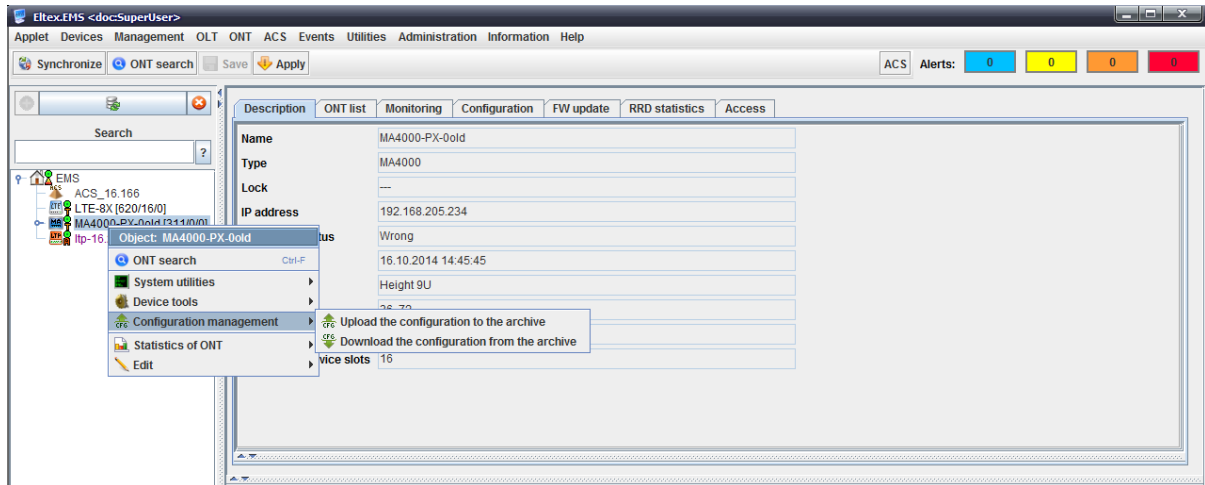 Eltex.EMS <doc:SuperUser>
Applet Devices Management OLT ONT ACS Events Utilities Administration Information Help
Synchronize ONT search Save Apply ACS Alerts: 0 0 0 0
Description ONT list Monitoring Configuration FW update RRD statistics Access
Search
?
Name MA4000-PX-0old
Type MA4000
Lock ---
IP address 192.168.205.234
tus Wrong
16.10.2014 14:45:45
Height 9U
vice slots 16
EMS
ACS_16.166
LTE-8X [620/16/0]
MA4000-PX-0old [311/0/0]
ltp-16.
Object: MA4000-PX-0old
ONT search Ctrl-F
System utilities
Device tools
Configuration management
Statistics of ONT
Edit
Upload the configuration to the archive
Download the configuration from the archive